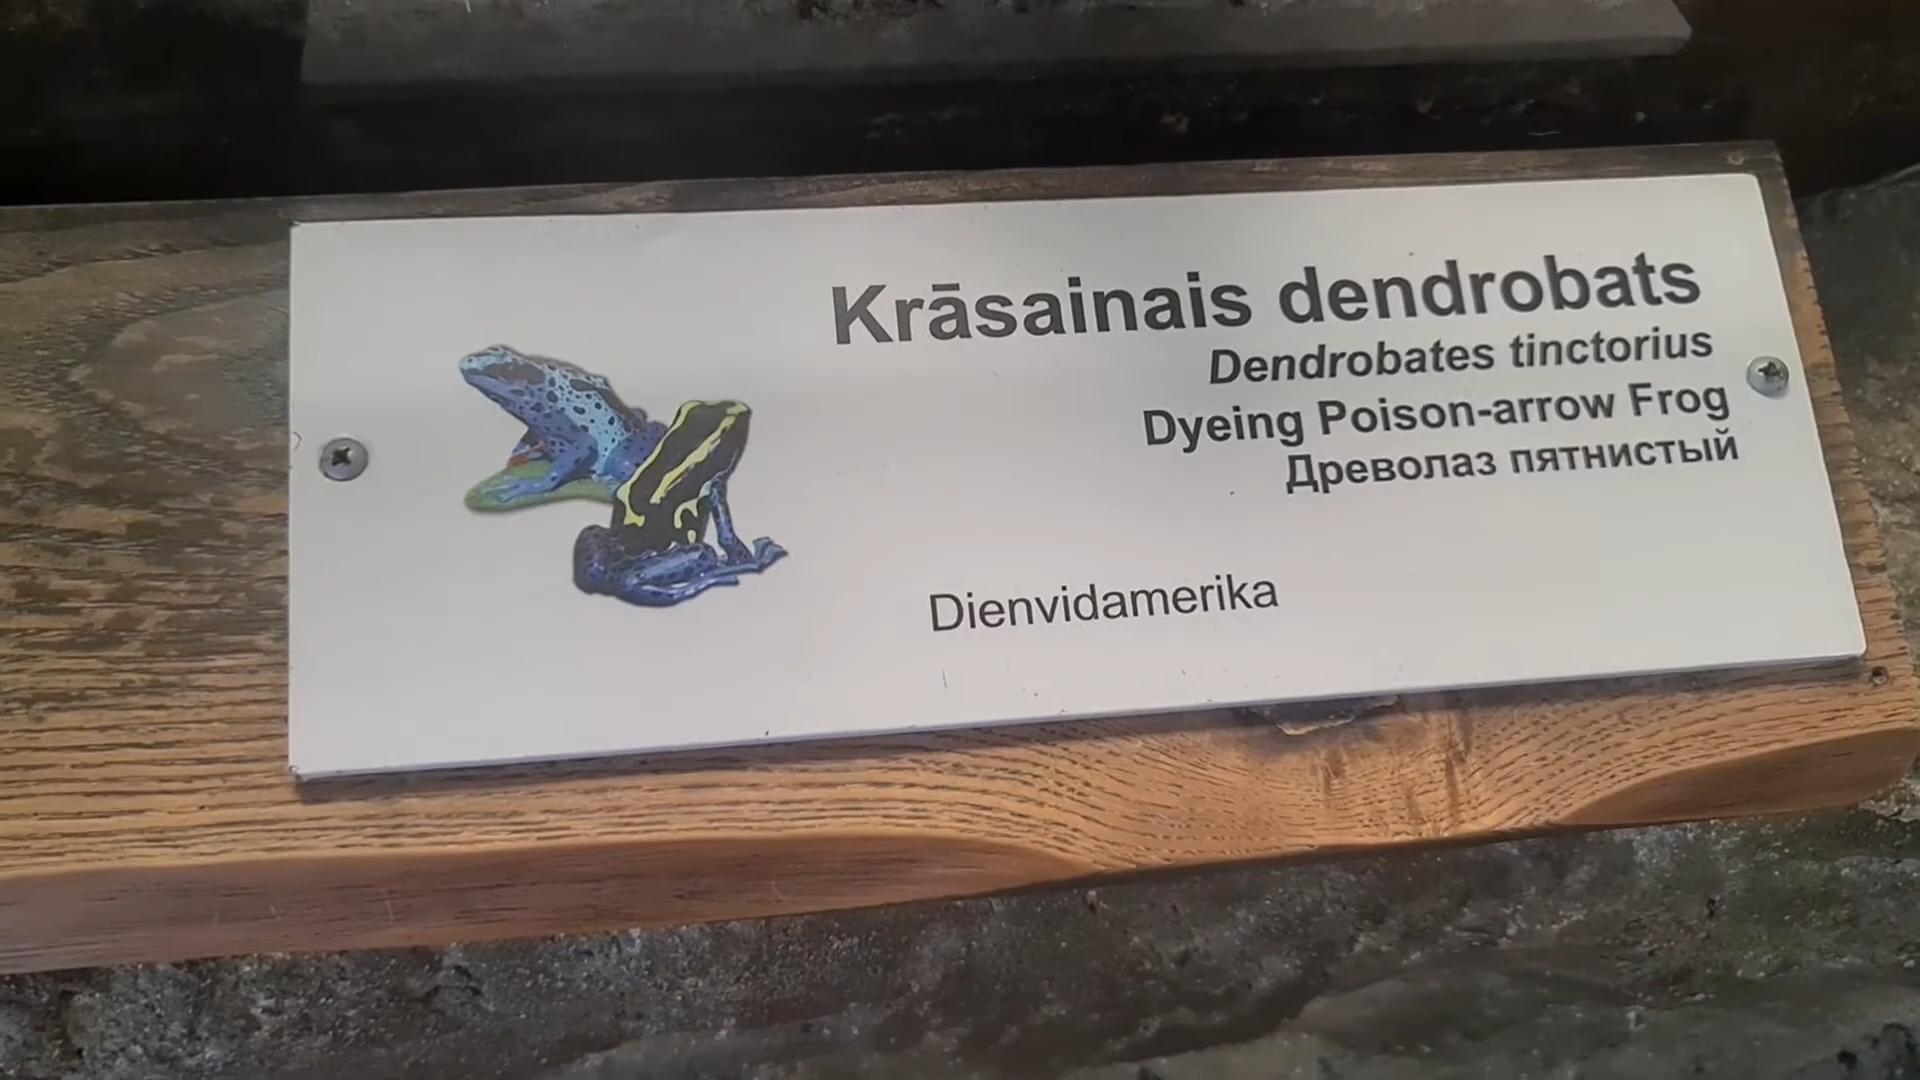 Krāsainais dendrobats
Dendrobates tinctorius
Dyeing Poison-arrow Frog
Древолаз пятнистый
Dienvidamerika